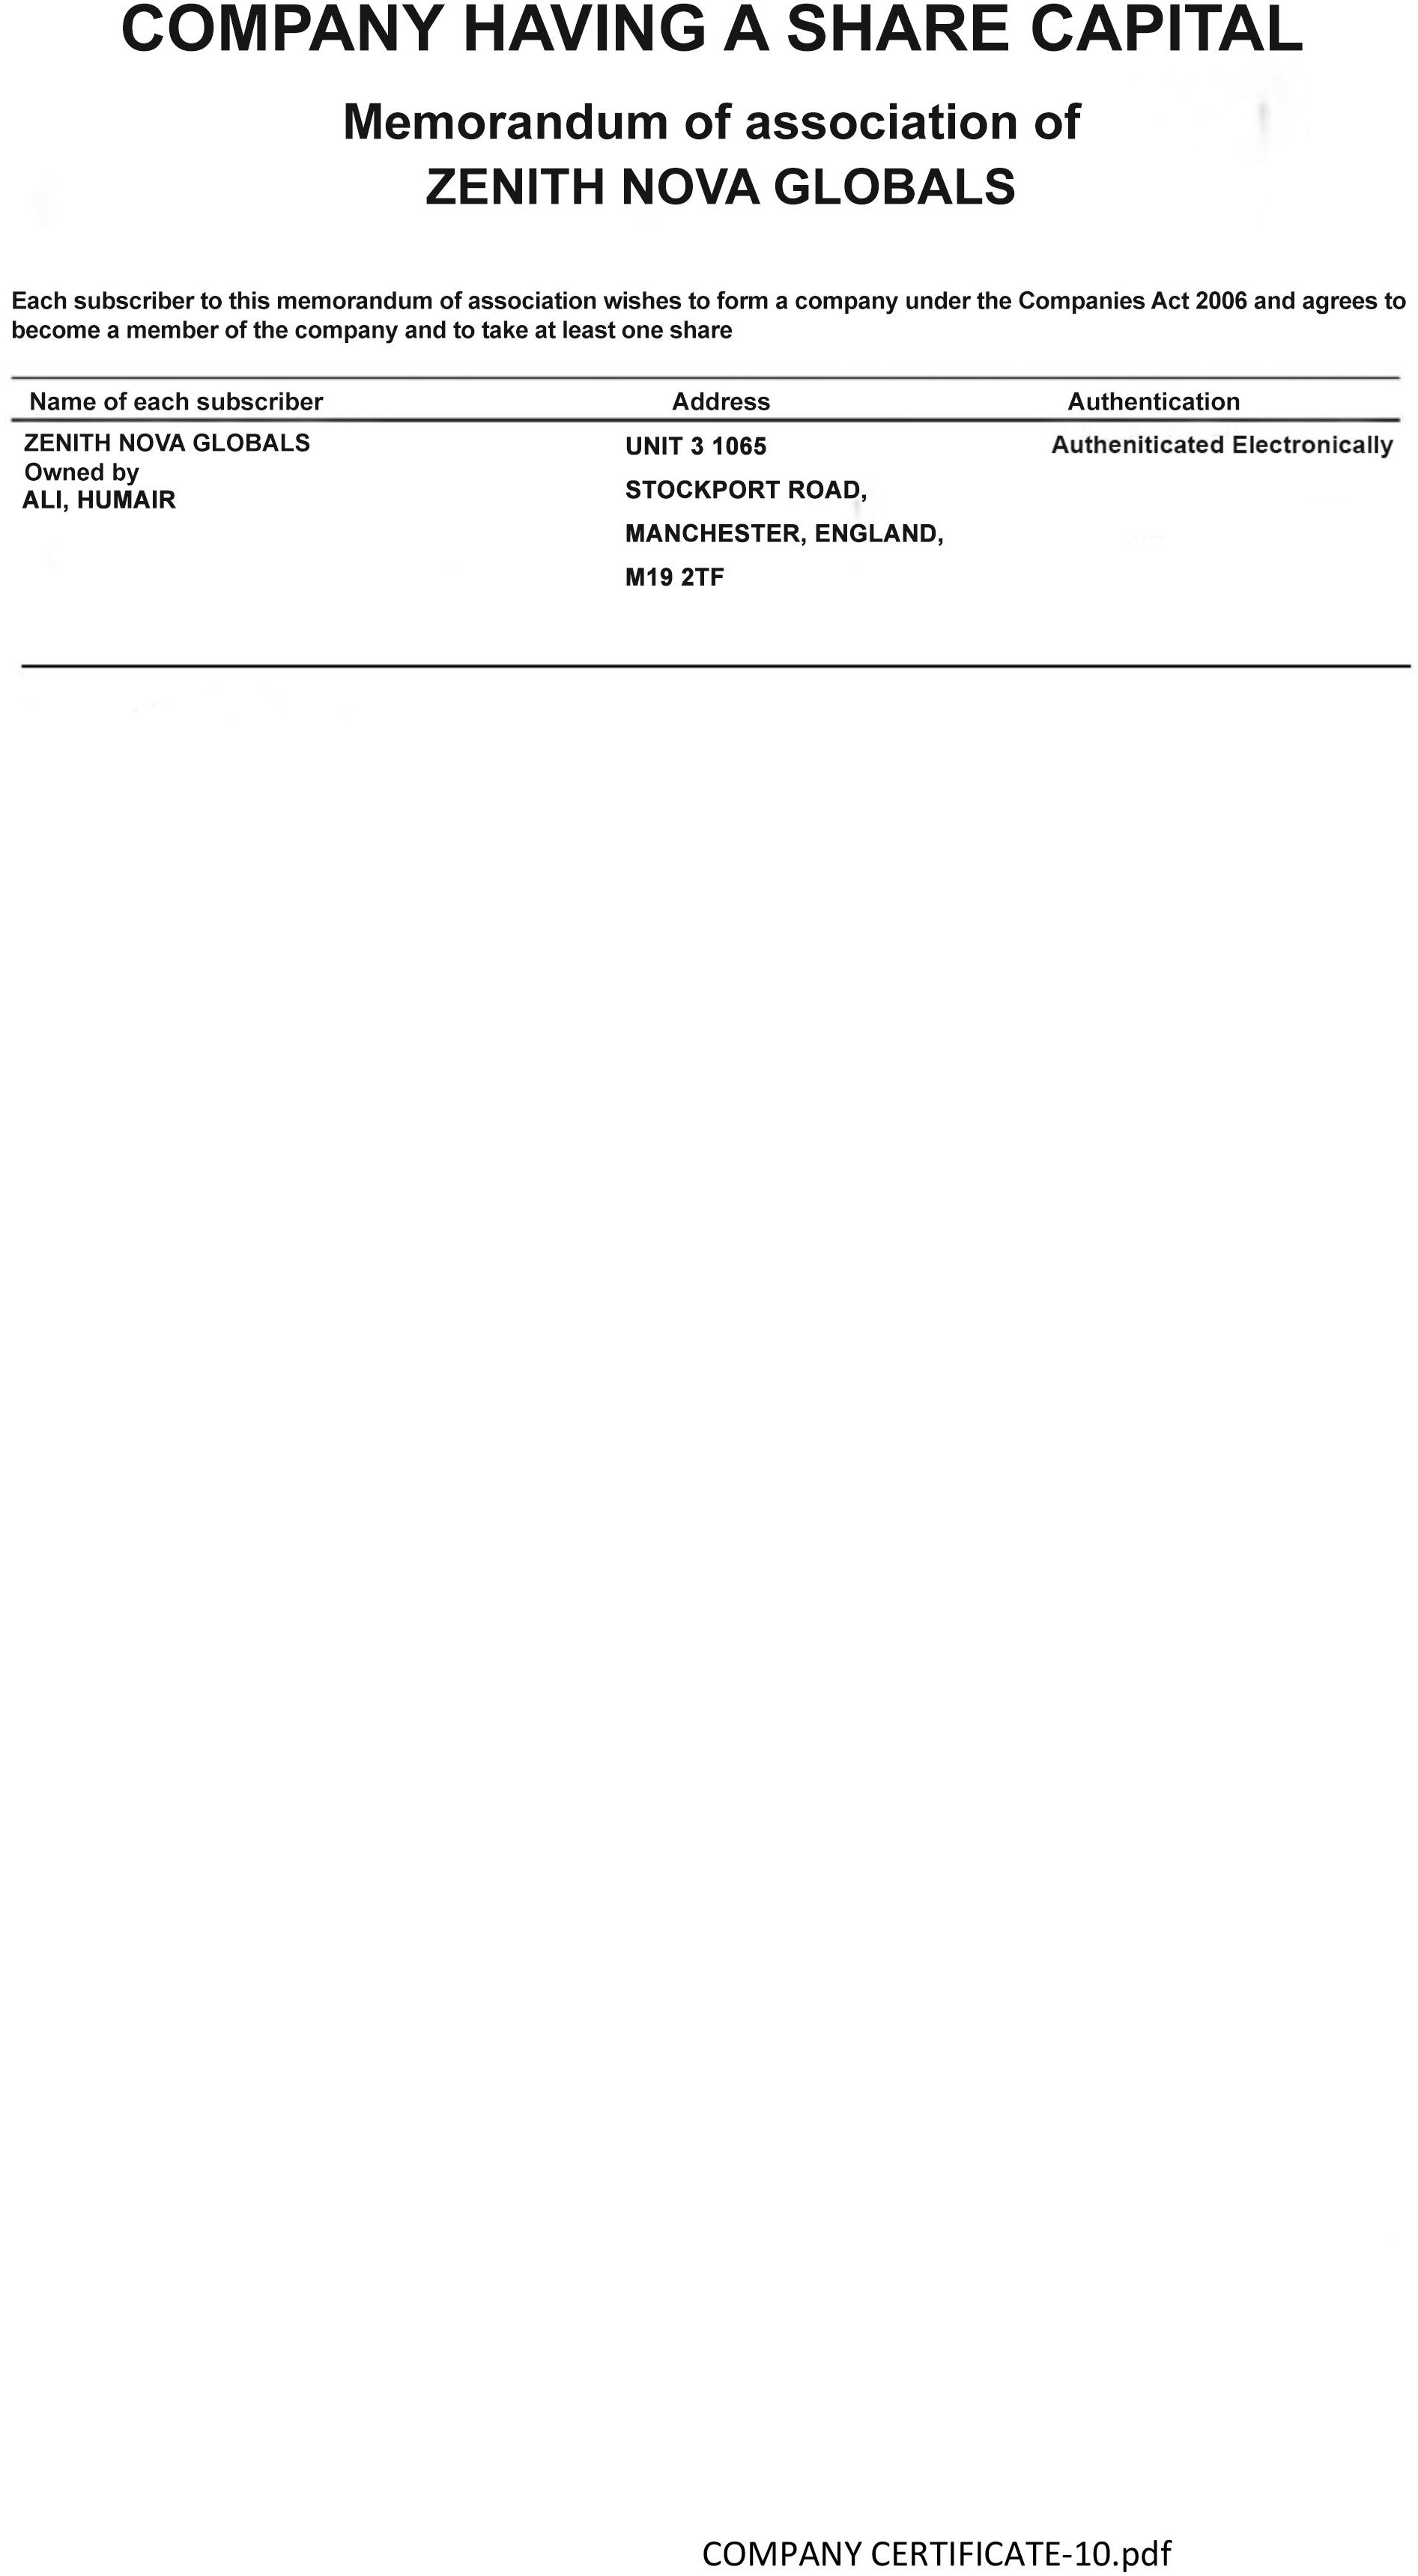 COMPANY HAVING A SHARE CAPITAL
Memorandum of association of
ZENITH NOVA GLOBALS
Each subscriber to this memorandum of association wishes to form a company under the Companies Act 2006 and agrees to
become a member of the company and to take at least one share
Name of each subscriber Address Authentication
ZENITH NOVA GLOBALS UNIT 3 1065 Autheniticated Electronically
Owned by
ALI, HUMAIR STOCKPORT ROAD,
MANCHESTER, ENGLAND,
M19 2TF
COMPANY CERTIFICATE-10.pdf